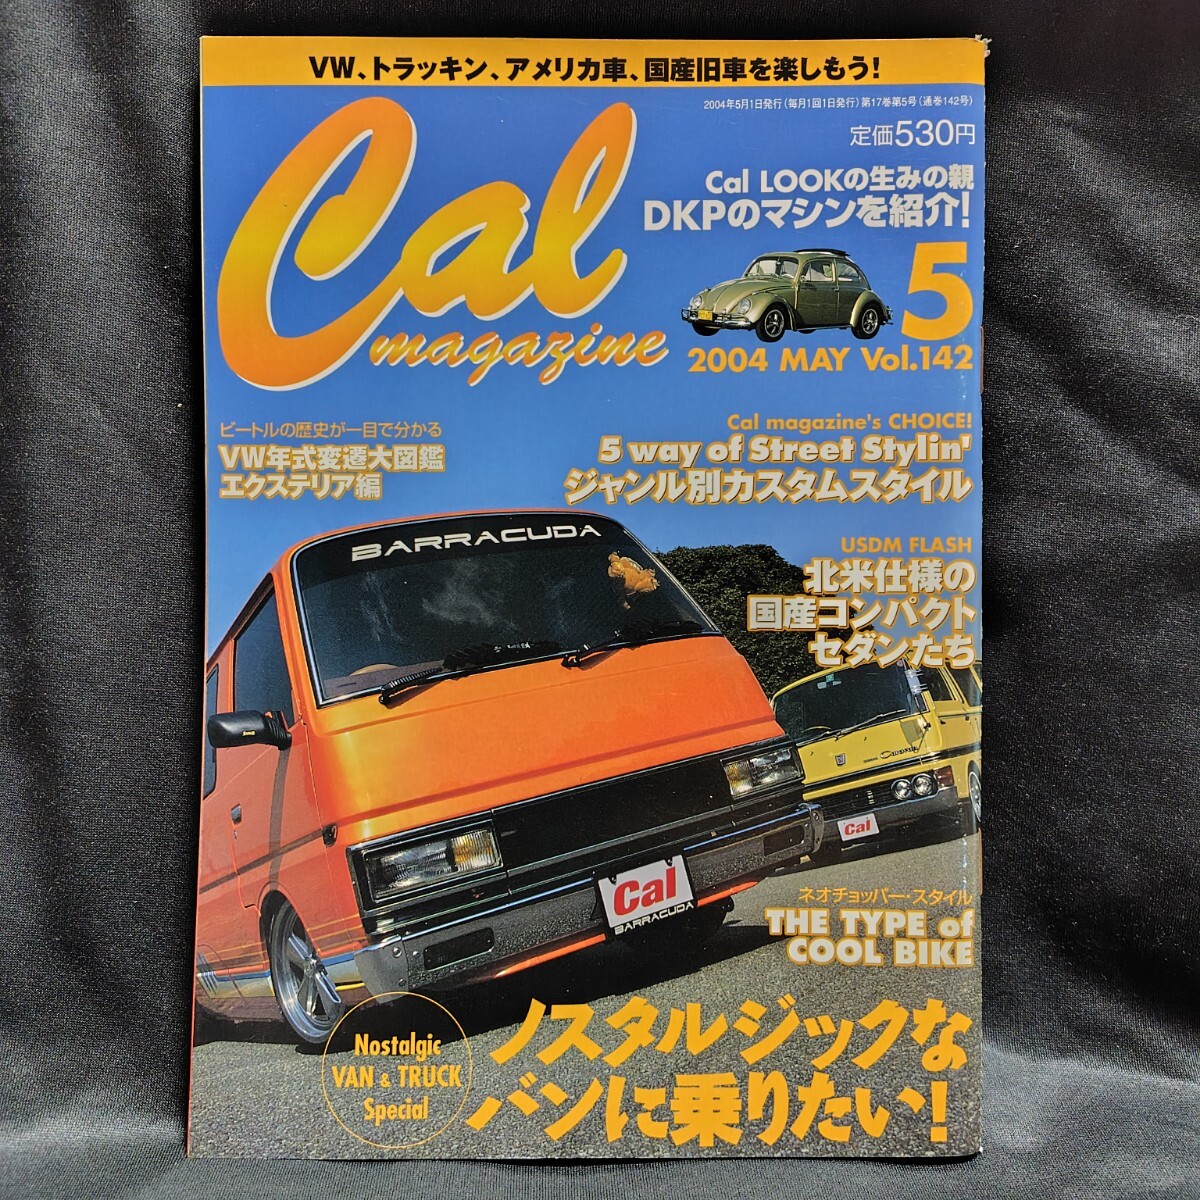 VW、トラッキン、アメリカ車、国産旧車を楽しもう!
2004年5月1日発行(毎月1回1日発行)第17巻第5号(通巻142号)
定価530円
Cal
magazine
Cal LOOKの生みの親
DKPのマシンを紹介!
5
2004 MAY Vol.142
ビートルの歴史が一目で分かる
VW年式変遷大図鑑
エクステリア編
Cal magazine's CHOICE!
5 way of Street Stylin'
ジャンル別カスタムスタイル
USDM FLASH
北米仕様の
国産コンパクト
セダンたち
BARRACUDA
Cal
Cal
BARRACUDA
ネオチョッパー・スタイル
THE TYPE of
COOL BIKE
Nostalgic
VAN & TRUCK
Special
ノスタルジックな
バンに乗りたい!